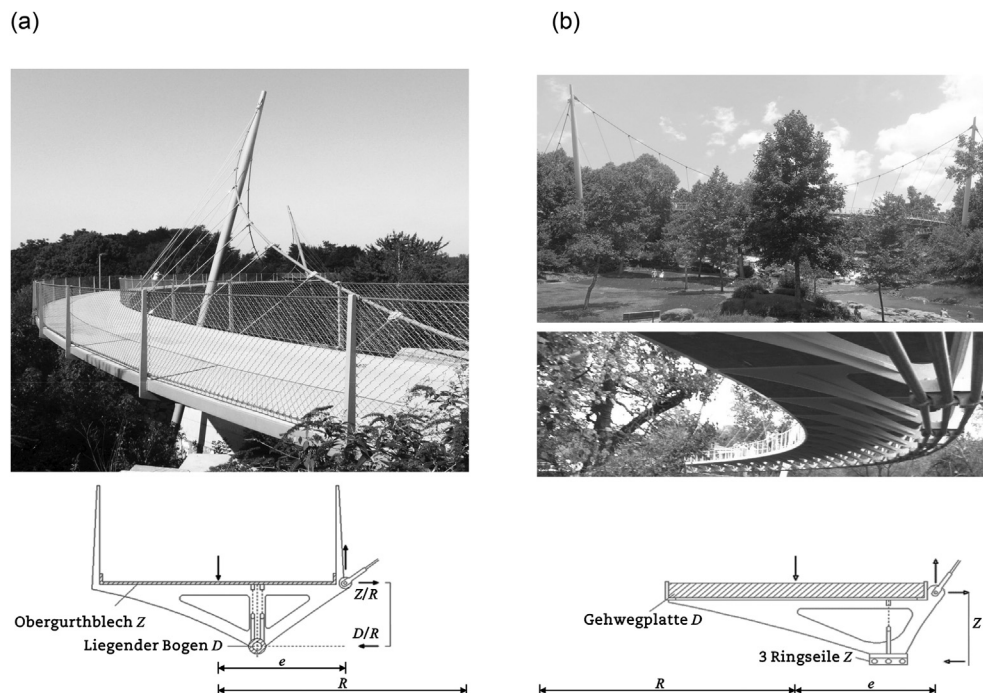 (a)
(b)
Obergurthblech Z
Liegender Bogen D
Z/R
D/R
e
R
Gehwegplatte D
3 Ringseile Z
Z
R
e